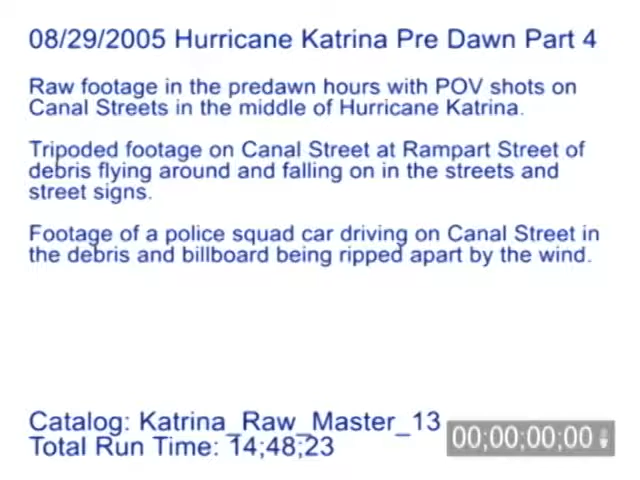 08/29/2005 Hurricane Katrina Pre Dawn Part 4
Raw footage in the predawn hours with POV shots on
Canal Streets in the middle of Hurricane Katrina.
Tripoded footage on Canal Street at Rampart Street of
debris flying around and falling on in the streets and
street signs.
Footage of a police squad car driving on Canal Street in
the debris and billboard being ripped apart by the wind.
Catalog: Katrina_Raw_Master_13
Total Run Time: 14;48;23
00;00;00;00